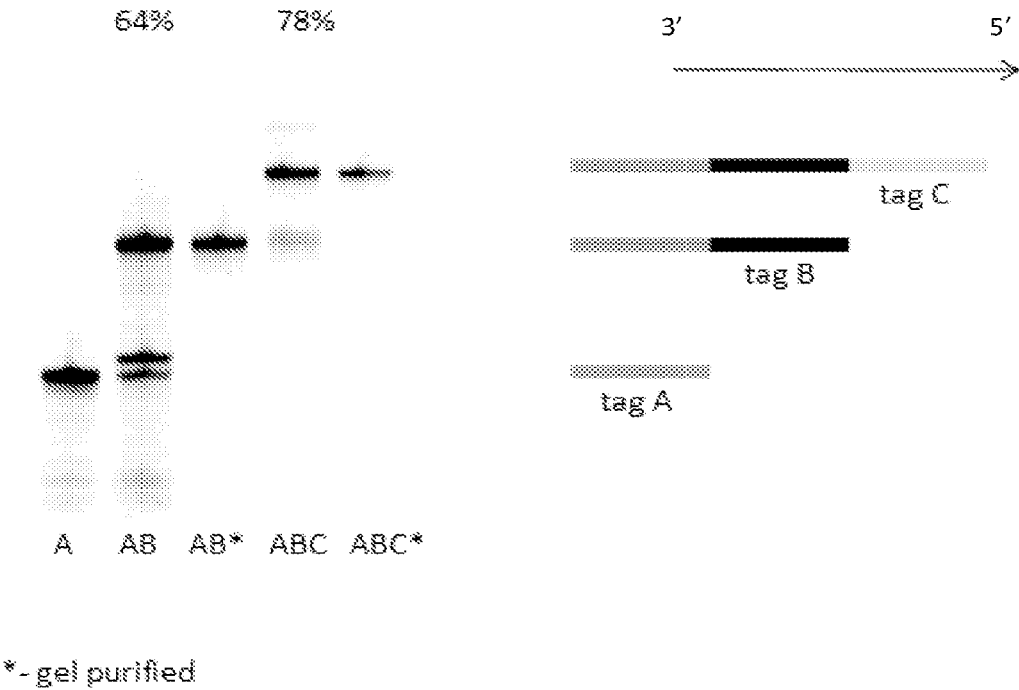 64% 78% 3′ 5′
tag C
tag B
tag A
A AB AB* ABC ABC*
*- gel purified